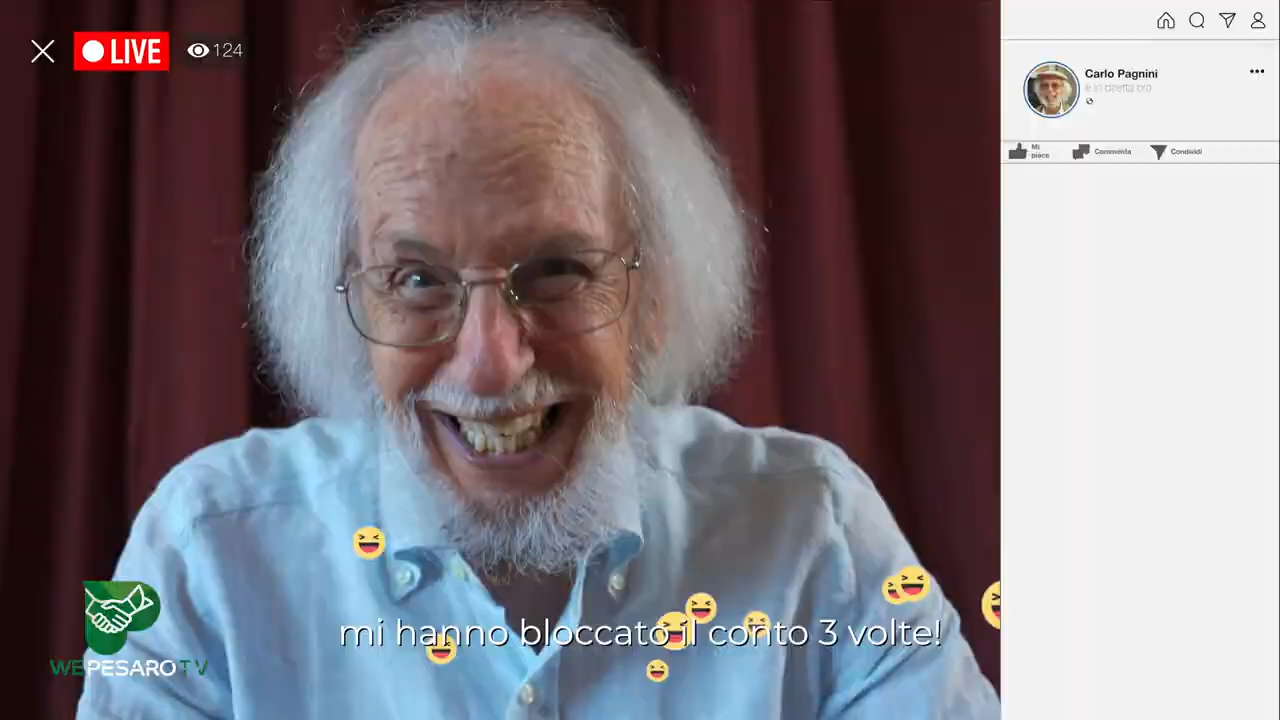 LIVE
124
Carlo Pagnini
è in diretta ora
Mi piace
Commenta
Condividi
mi hanno bloccato il conto 3 volte!
WEPESAROTV